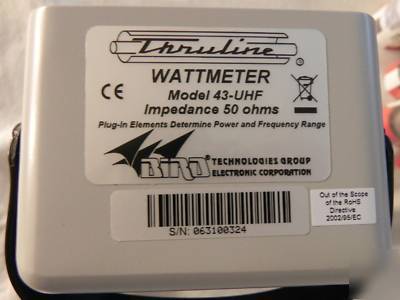 Thruline
®
WATTMETER
CE
Model 43-UHF
Impedance 50 ohms
Plug-In Elements Determine Power and Frequency Range
BIRD® TECHNOLOGIES GROUP
ELECTRONIC CORPORATION
Out of the Scope
of the RoHS
Directive
2002/95/EC
S/N: 063100324